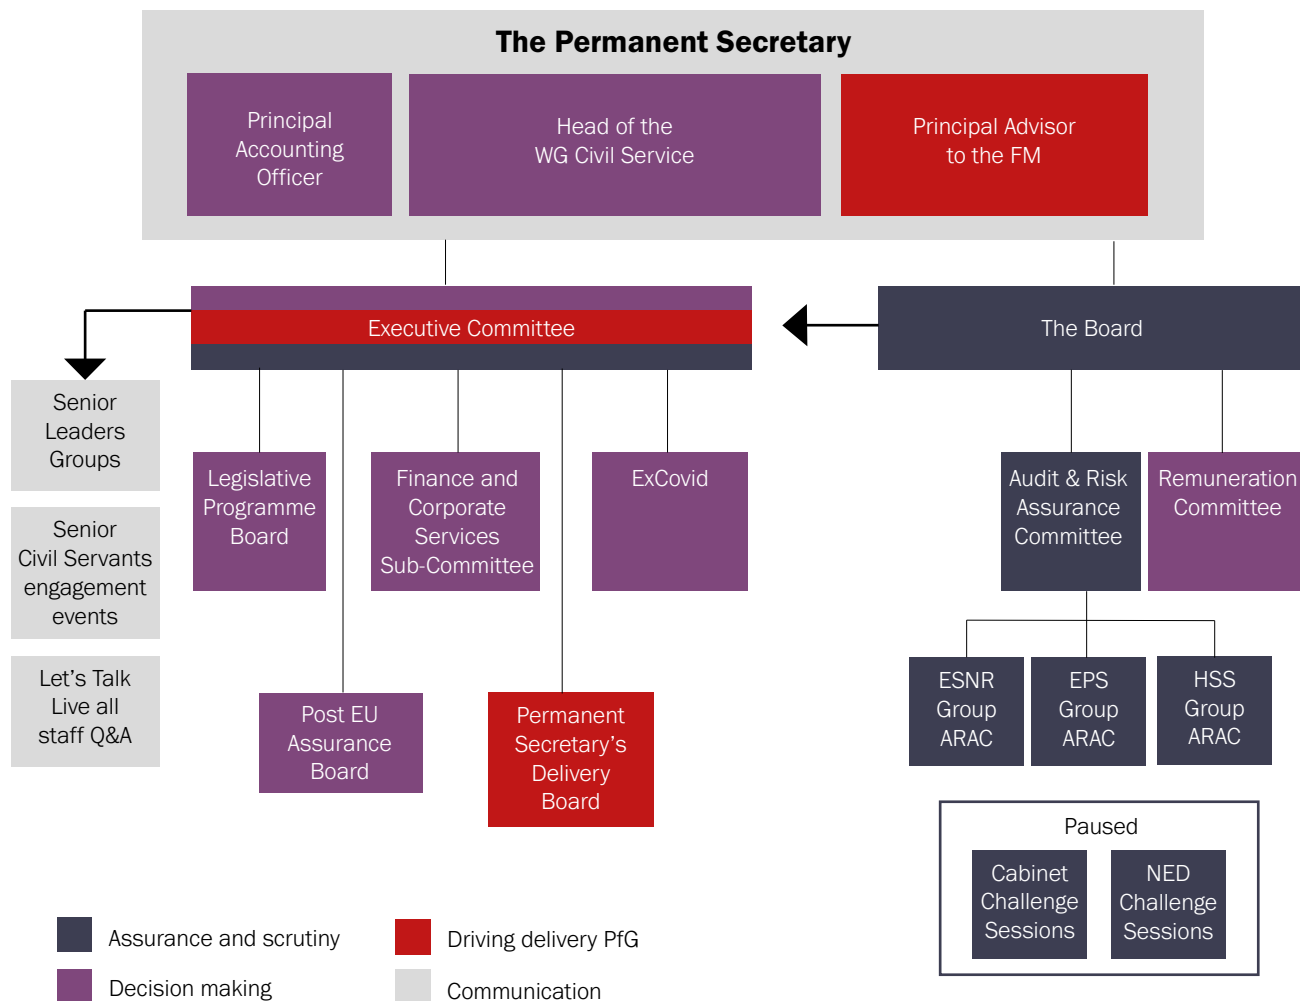 The Permanent Secretary
Principal
Accounting
Officer
Head of the
WG Civil Service
Principal Advisor
to the FM
Executive Committee
The Board
Senior
Leaders
Groups
Senior
Civil Servants
engagement
events
Let's Talk
Live all
staff Q&A
Legislative
Programme
Board
Finance and
Corporate
Services
Sub-Committee
ExCovid
Post EU
Assurance
Board
Permanent
Secretary's
Delivery
Board
Audit & Risk
Assurance
Committee
Remuneration
Committee
ESNR
Group
ARAC
EPS
Group
ARAC
HSS
Group
ARAC
Paused
Cabinet
Challenge
Sessions
NED
Challenge
Sessions
Assurance and scrutiny
Driving delivery PfG
Decision making
Communication